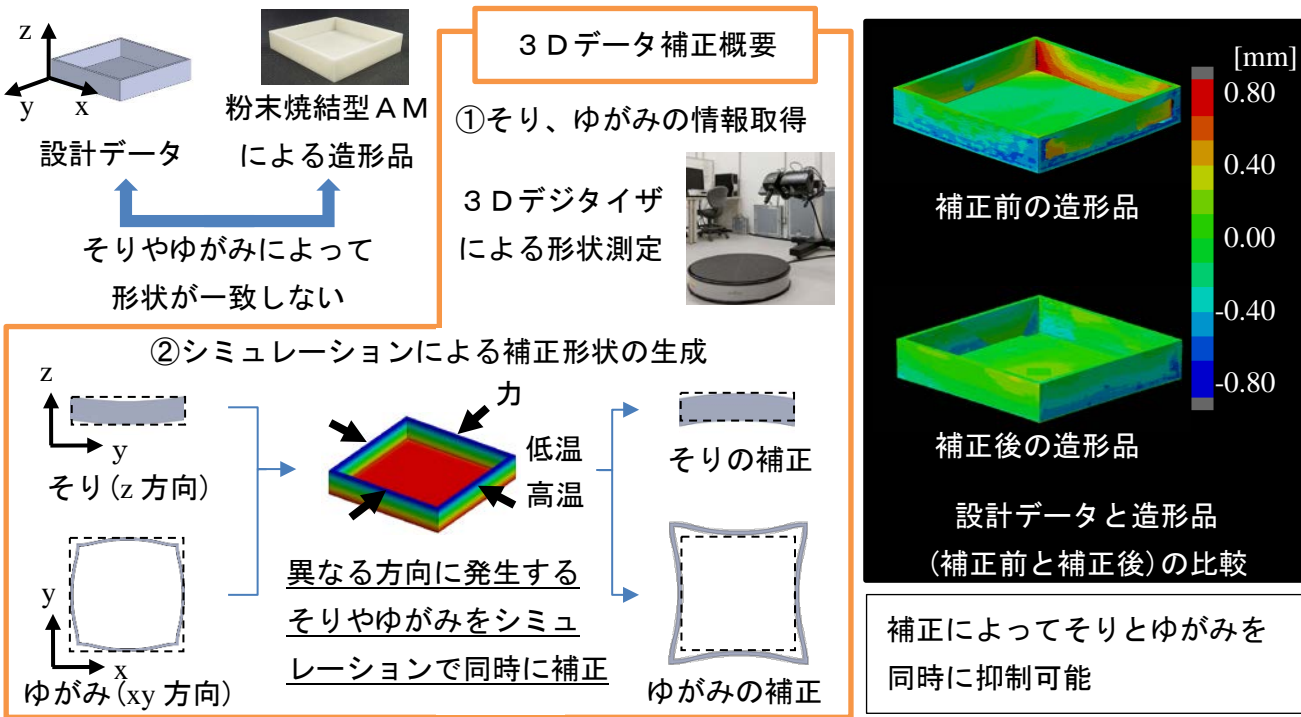 z
y
x
設計データ
粉末焼結型ＡＭ
による造形品
そりやゆがみによって
形状が一致しない
３Ｄデータ補正概要
①そり、ゆがみの情報取得
３Ｄデジタイザ
による形状測定
②シミュレーションによる補正形状の生成
z
y
そり(z 方向)
y
x
ゆがみ(xy 方向)
力
低温
高温
異なる方向に発生する
そりやゆがみをシミュ
レーションで同時に補正
そりの補正
ゆがみの補正
[mm]
0.80
0.40
0.00
-0.40
-0.80
補正前の造形品
補正後の造形品
設計データと造形品
(補正前と補正後)の比較
補正によってそりとゆがみを
同時に抑制可能